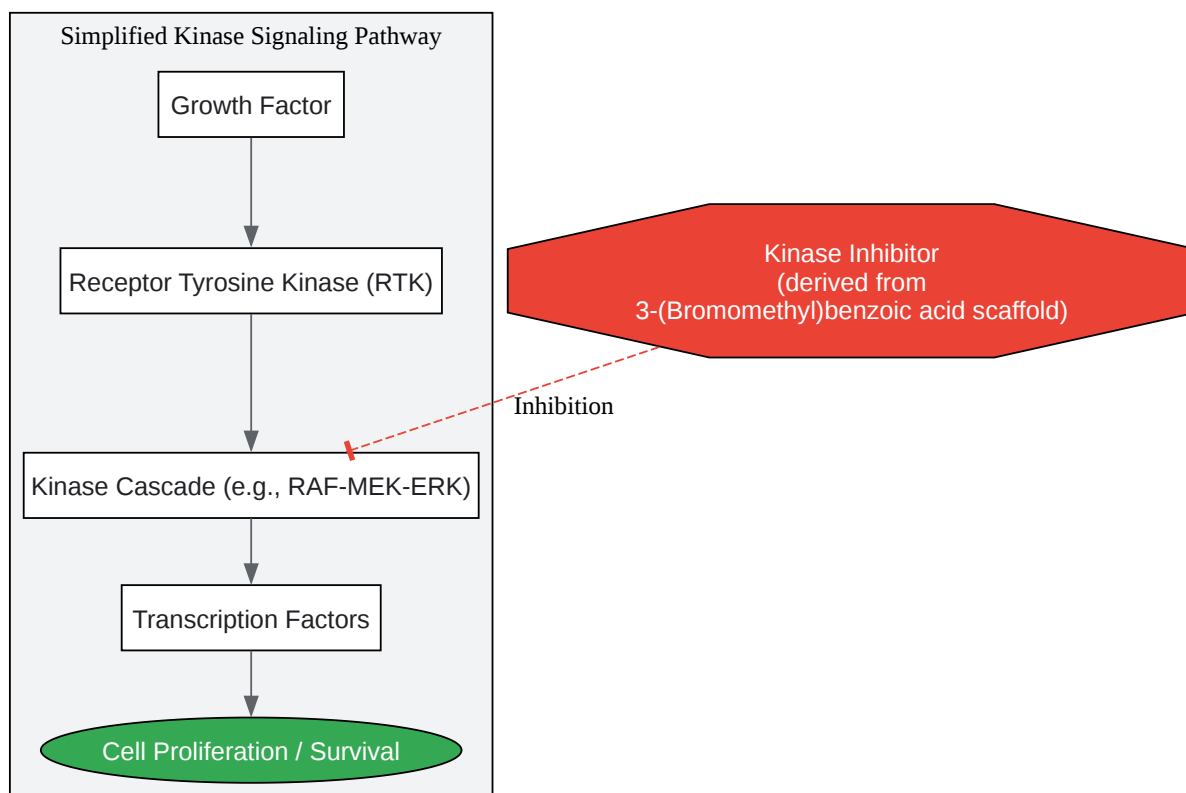 Simplified Kinase Signaling Pathway
Growth Factor
Receptor Tyrosine Kinase (RTK)
Kinase Inhibitor
(derived from
3-(Bromomethyl)benzoic acid scaffold)
Inhibition
Kinase Cascade (e.g., RAF-MEK-ERK)
Transcription Factors
Cell Proliferation / Survival